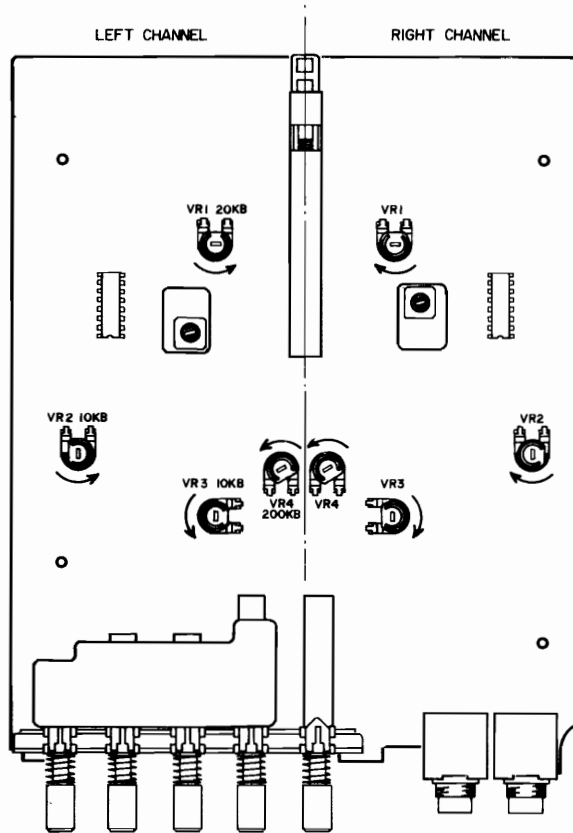 LEFT CHANNEL
RIGHT CHANNEL
VR1 20KB
VR1
VR2 10KB
VR2
VR3 10KB
VR4
200KB
VR4
VR3